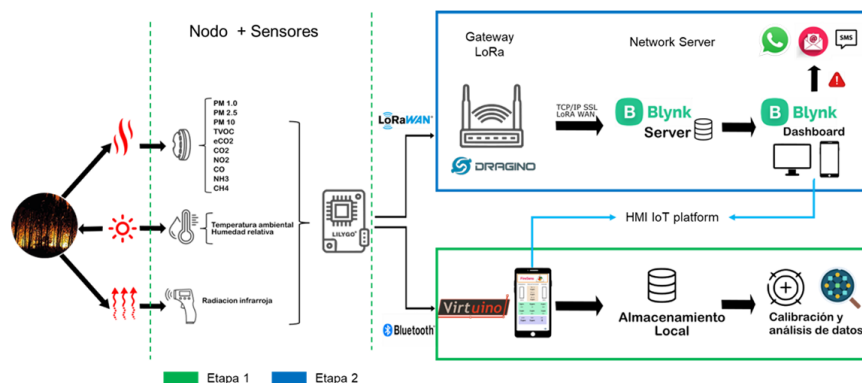 Nodo + Sensores
PM 1.0
PM 2.5
PM 10
TVOC
eCO2
CO2
NO2
CO
NH3
CH4
Temperatura ambiental
Humedad relativa
Radiacion infrarroja
LILYGO
LoRaWAN
Bluetooth
Gateway
LoRa
DRAGINO
TCP/IP SSL
LoRA WAN
Network Server
B Blynk
Server
SMS
B Blynk
Dashboard
HMI IoT platform
Virtuino
Almacenamiento
Local
Calibración y
análisis de datos
Etapa 1
Etapa 2